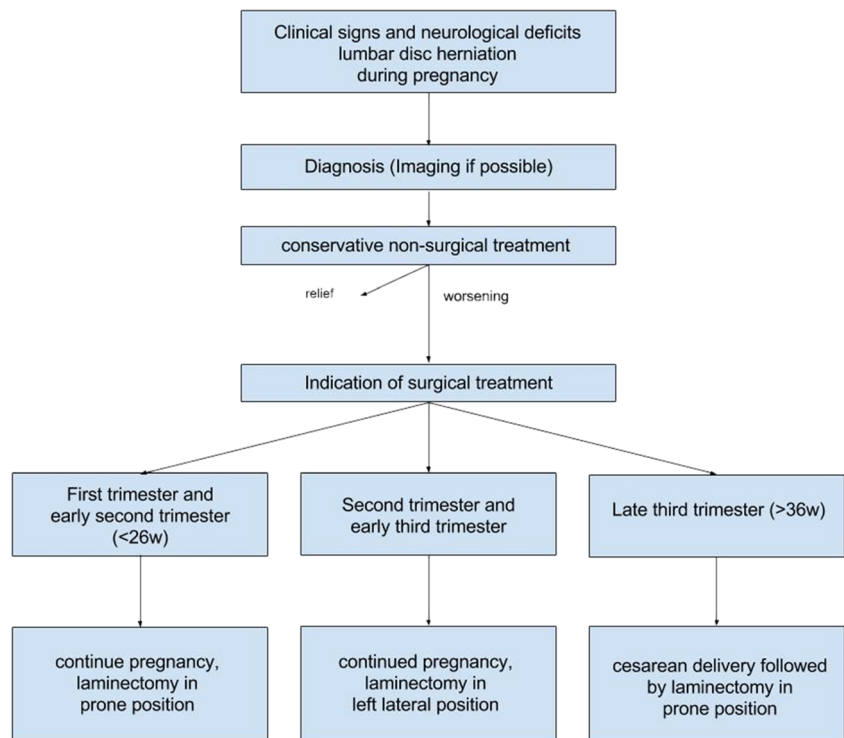 Clinical signs and neurological deficits
lumbar disc herniation
during pregnancy
Diagnosis (Imaging if possible)
conservative non-surgical treatment
relief
worsening
Indication of surgical treatment
First trimester and
early second trimester
(<26w)
Second trimester and
early third trimester
Late third trimester (>36w)
continue pregnancy,
laminectomy in
prone position
continued pregnancy,
laminectomy in
left lateral position
cesarean delivery followed
by laminectomy in
prone position